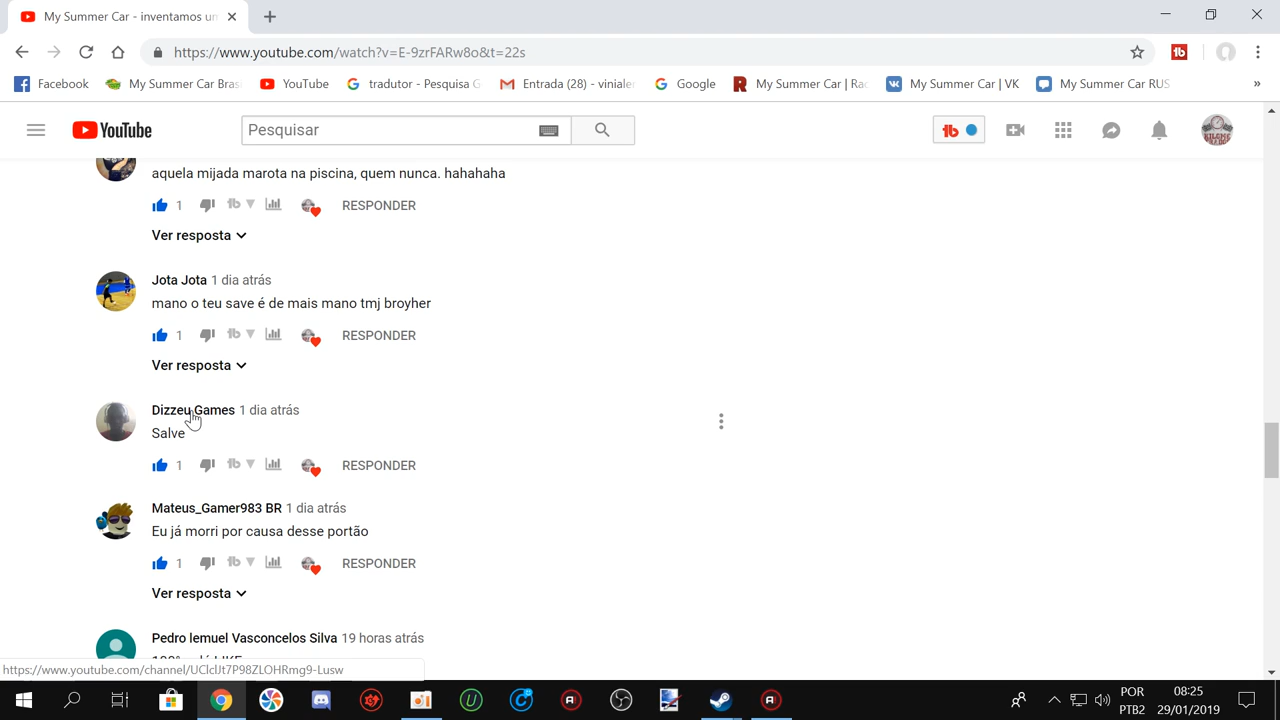 My Summer Car - inventamos un
https://www.youtube.com/watch?v=E-9zrFARw8o&t=22s
Facebook My Summer Car Bras YouTube tradutor - Pesquisa G Entrada (28) - vinialer Google My Summer Car | Rac My Summer Car | VK My Summer Car RUS »
YouTube Pesquisar
aquela mijada marota na piscina, quem nunca. hahahaha
1 RESPONDER
Ver resposta
Jota Jota 1 dia atrás
mano o teu save é de mais mano tmj broyher
1 RESPONDER
Ver resposta
Dizzeu Games 1 dia atrás
Salve
1 RESPONDER
Mateus_Gamer983 BR 1 dia atrás
Eu já morri por causa desse portão
1 RESPONDER
Ver resposta
Pedro lemuel Vasconcelos Silva 19 horas atrás
https://www.youtube.com/channel/UClclJt7P98ZLOHRmg9-Lusw
POR 08:25
PTB2 29/01/2019